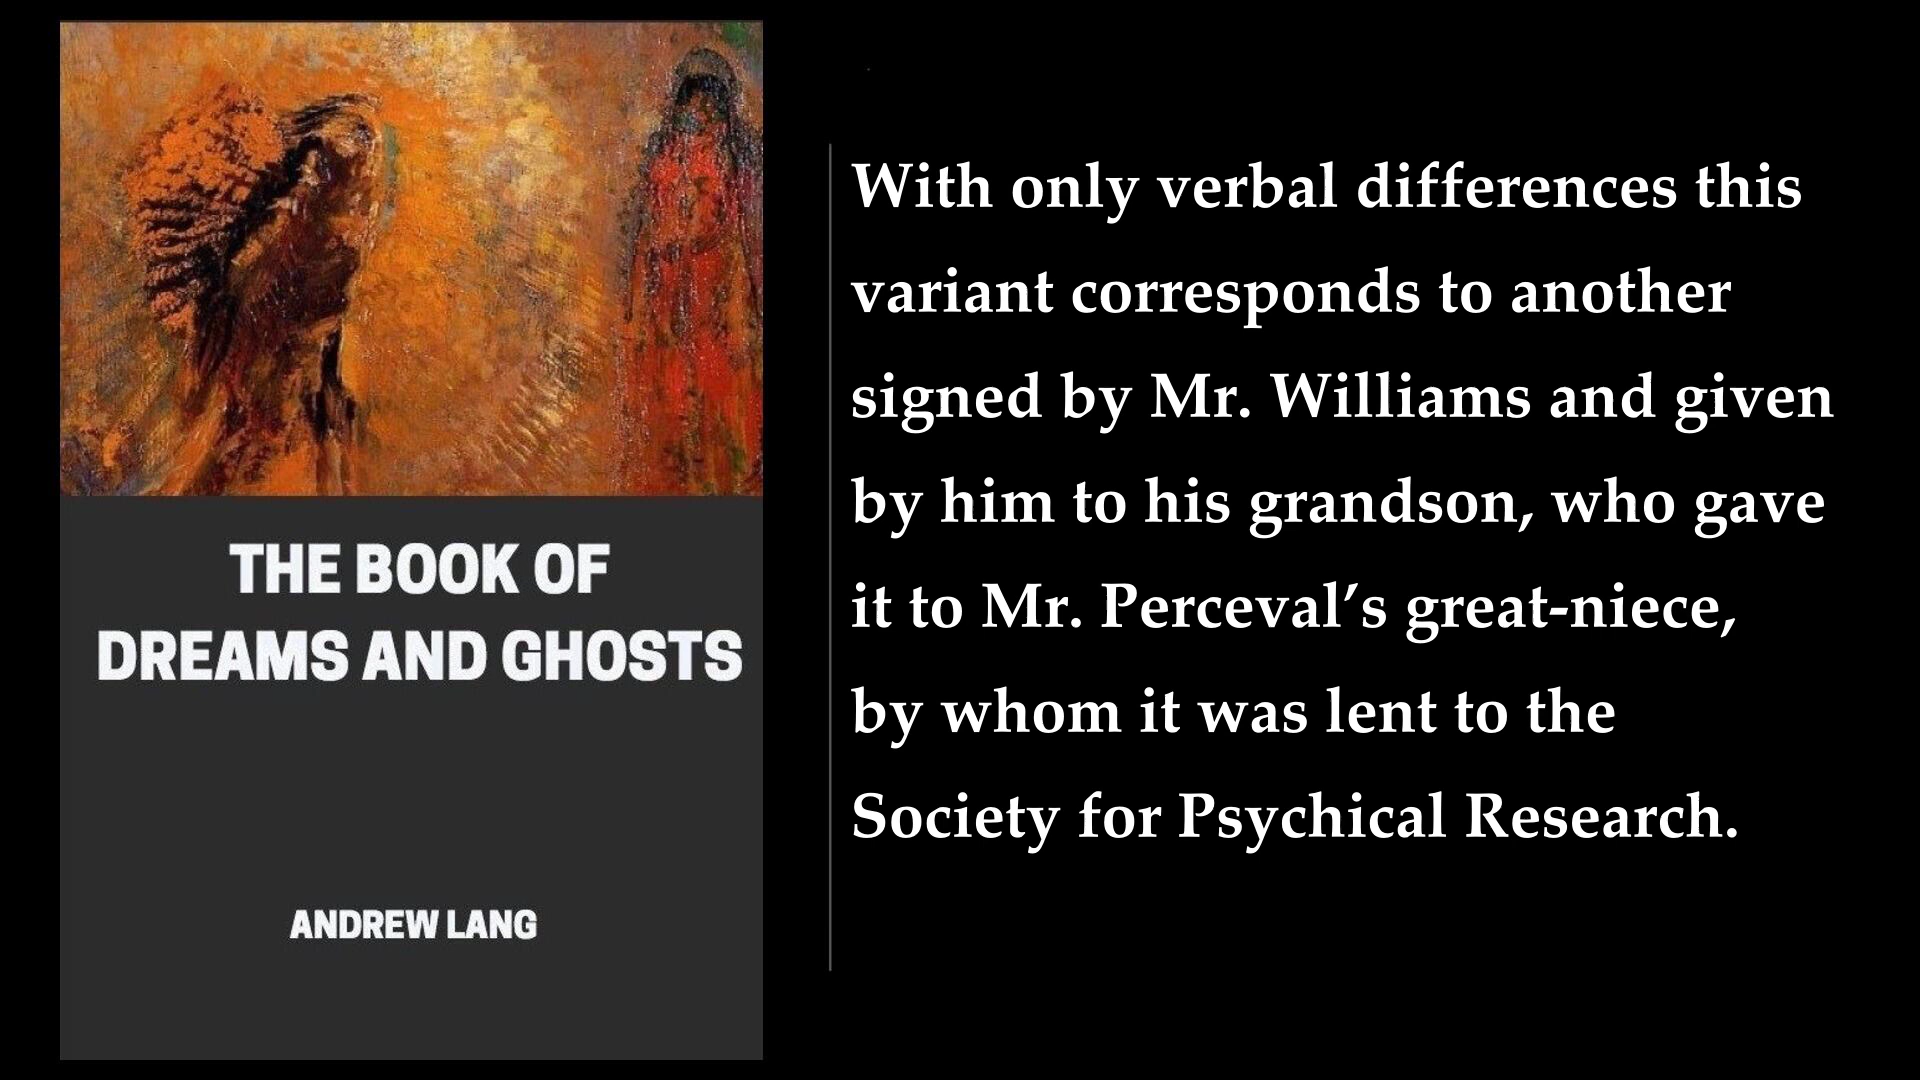 THE BOOK OF
DREAMS AND GHOSTS
ANDREW LANG
With only verbal differences this
variant corresponds to another
signed by Mr. Williams and given
by him to his grandson, who gave
it to Mr. Perceval’s great-niece,
by whom it was lent to the
Society for Psychical Research.